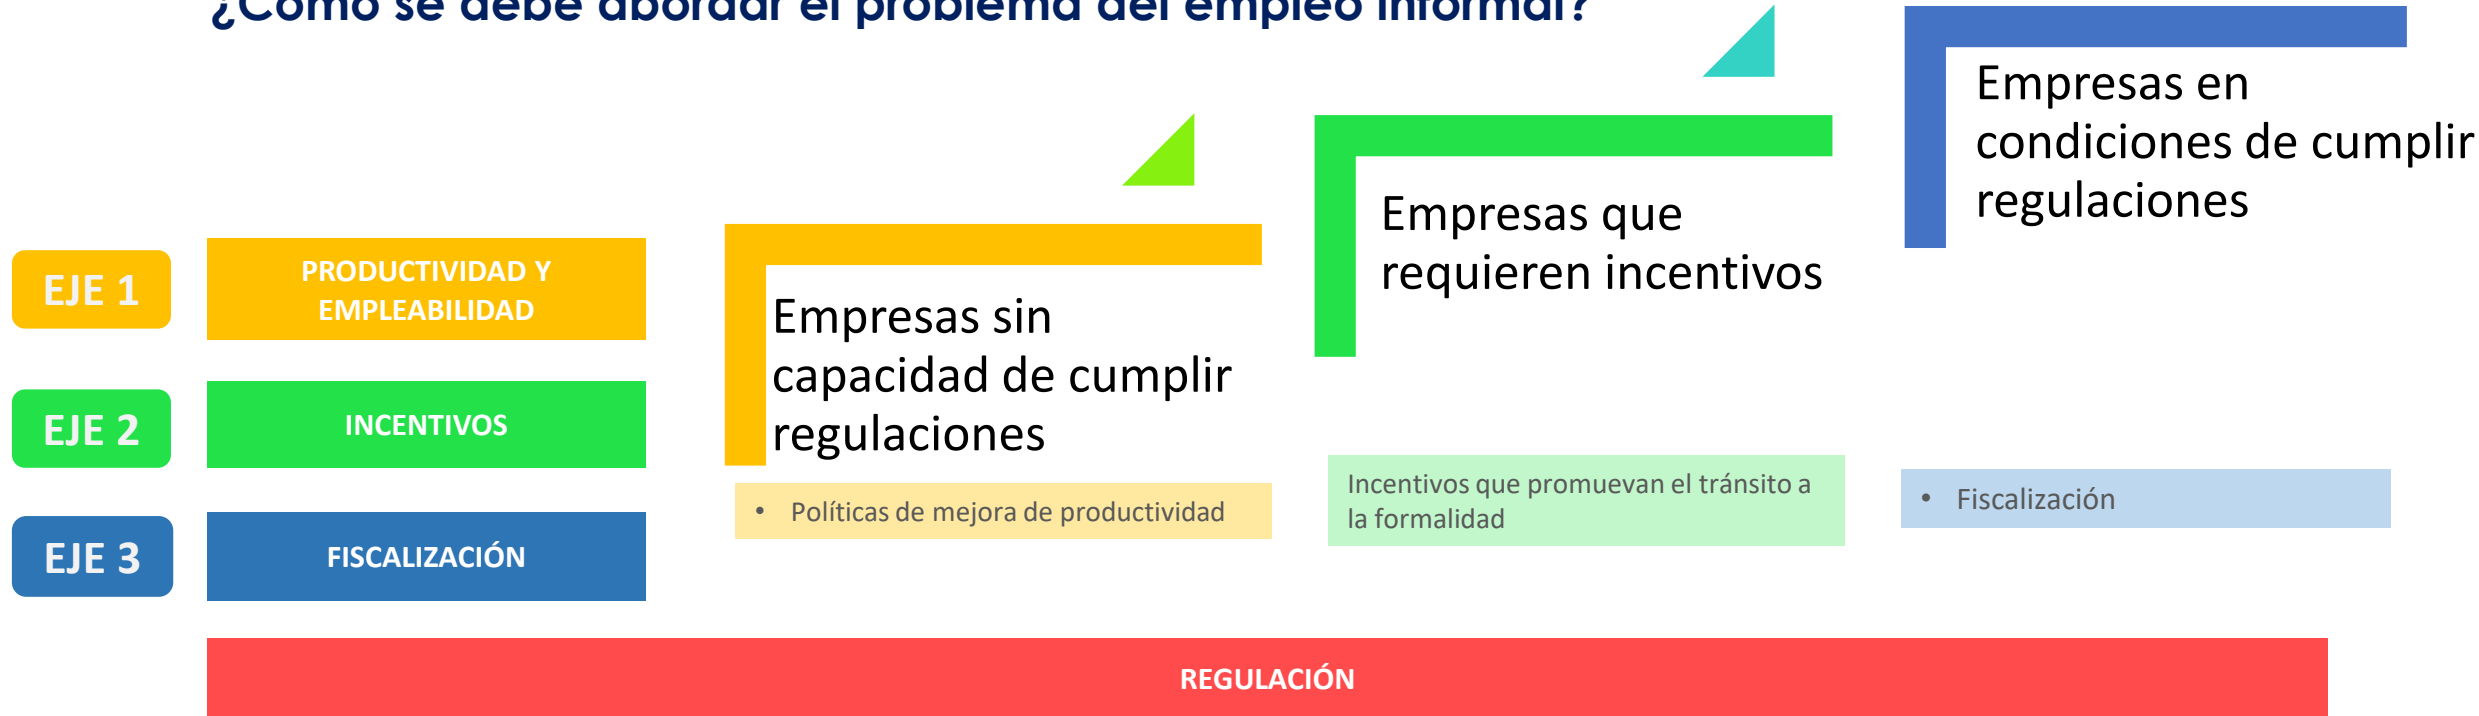 ¿Cómo se debe abordar el problema del empleo informal?
EJE 1
PRODUCTIVIDAD Y
EMPLEABILIDAD
EJE 2
INCENTIVOS
EJE 3
FISCALIZACIÓN
Empresas sin
capacidad de cumplir
regulaciones
• Políticas de mejora de productividad
Empresas que
requieren incentivos
Incentivos que promuevan el tránsito a
la formalidad
Empresas en
condiciones de cumplir
regulaciones
• Fiscalización
REGULACIÓN